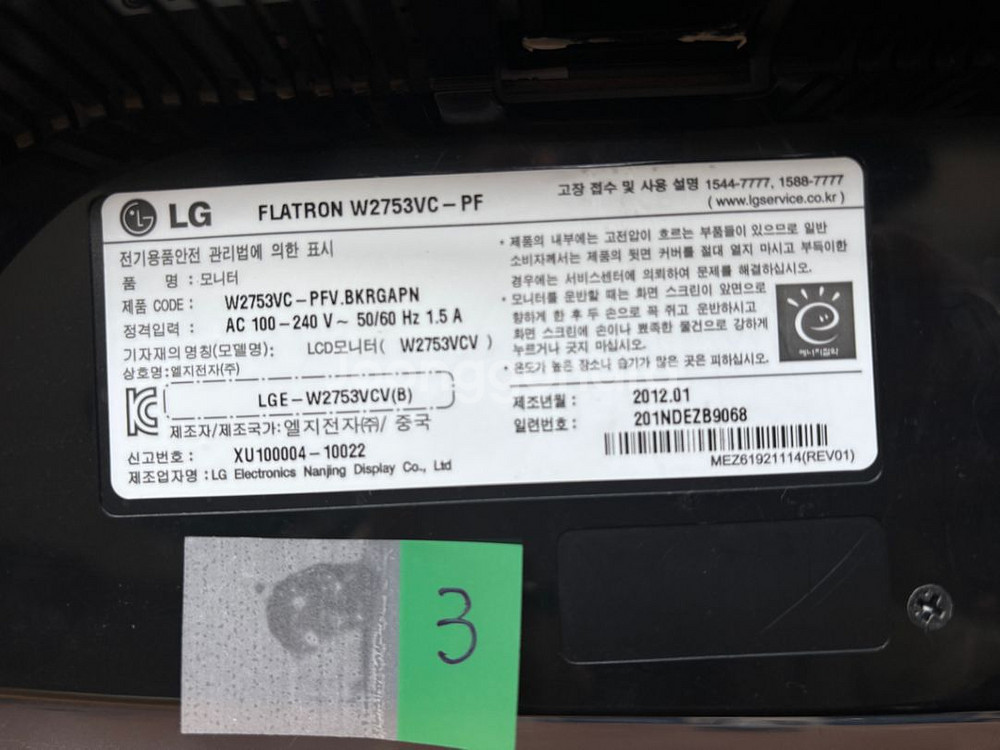 LG FLATRON W2753VC-PF
고장 접수 및 사용 설명 1544-7777, 1588-7777
( www.lgservice.co.kr )
전기용품안전 관리법에 의한 표시
품 명 : 모니터
제품 CODE : W2753VC-PFV.BKRGAPN
정격입력 : AC 100-240 V~ 50/60 Hz 1.5 A
기자재의 명칭(모델명): LCD모니터( W2753VCV )
상호명:엘지전자(주)
LGE-W2753VCV(B)
제조자/제조국가: 엘지전자㈜/ 중국
신고번호 : XU100004-10022
제조업자명 : LG Electronics Nanjing Display Co., Ltd
• 제품의 내부에는 고전압이 흐르는 부품들이 있으므로 일반
소비자께서는 제품의 뒷면 커버를 절대 열지 마시고 부득이한
경우에는 서비스센터에 의뢰하여 문제를 해결하십시오.
• 모니터를 운반할 때는 화면 스크린이 앞면으로
향하게 한 후 두 손으로 꼭 쥐고 운반하시고
화면 스크린에 손이나 뾰족한 물건으로 강하게
누르거나 긋지 마십시오.
• 온도가 높은 장소나 습기가 많은 곳은 피하십시오.
에너지절약
제조년월 : 2012.01
일련번호 : 201NDEZB9068
MEZ61921114(REV01)
3